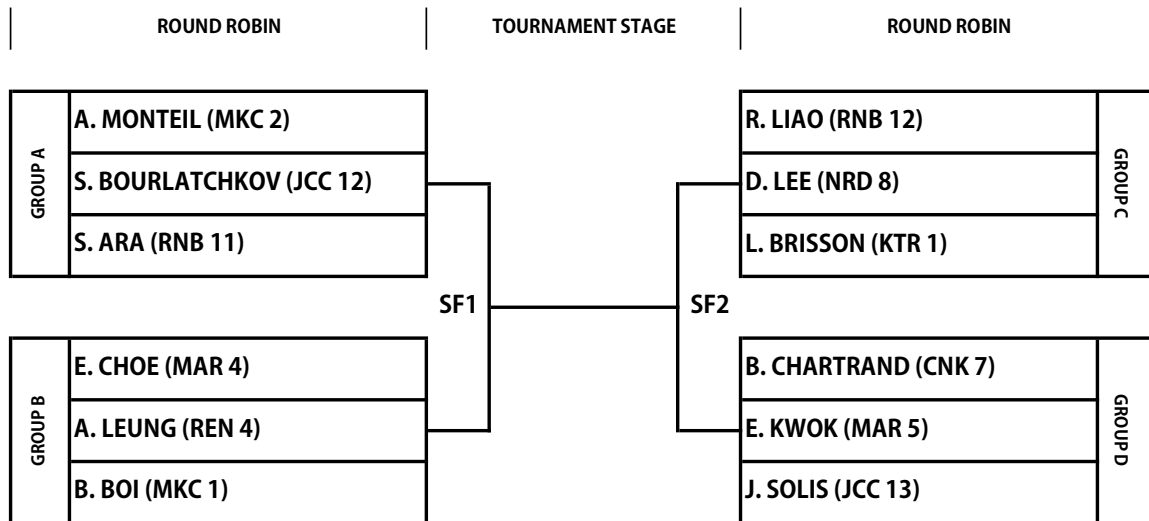 ROUND ROBIN
TOURNAMENT STAGE
ROUND ROBIN
GROUP A
A. MONTEIL (MKC 2)
S. BOURLATCHKOV (JCC 12)
S. ARA (RNB 11)
R. LIAO (RNB 12)
D. LEE (NRD 8)
L. BRISSON (KTR 1)
GROUP C
SF1
SF2
GROUP B
E. CHOE (MAR 4)
A. LEUNG (REN 4)
B. BOI (MKC 1)
B. CHARTRAND (CNK 7)
E. KWOK (MAR 5)
J. SOLIS (JCC 13)
GROUP D